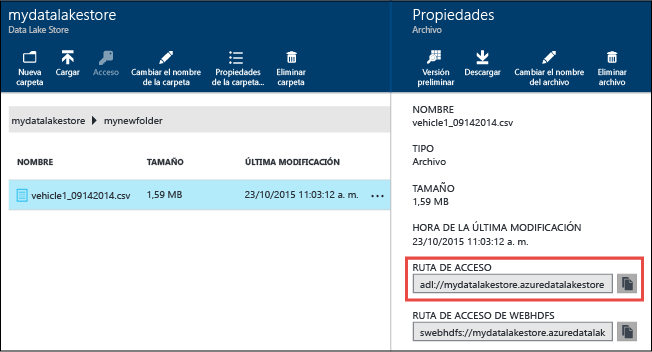 mydatalakestore
Data Lake Store
Nueva
carpeta
Cargar
Acceso
Cambiar el nombre
de la carpeta
Propiedades
de la carpeta...
Eliminar
carpeta
mydatalakestore
mynewfolder
NOMBRE TAMAÑO ÚLTIMA MODIFICACIÓN
vehicle1_09142014.csv 1,59 MB 23/10/2015 11:03:12 a. m. ...
Propiedades
Archivo
Versión
preliminar
Descargar
Cambiar el nombre
del archivo
Eliminar
archivo
NOMBRE
vehicle1_09142014.csv
TIPO
Archivo
TAMAÑO
1,59 MB
HORA DE LA ÚLTIMA MODIFICACIÓN
23/10/2015 11:03:12 a. m.
RUTA DE ACCESO
adl://mydatalakestore.azuredatalakestore
RUTA DE ACCESO DE WEBHDFS
swebhdfs://mydatalakestore.azuredatalak